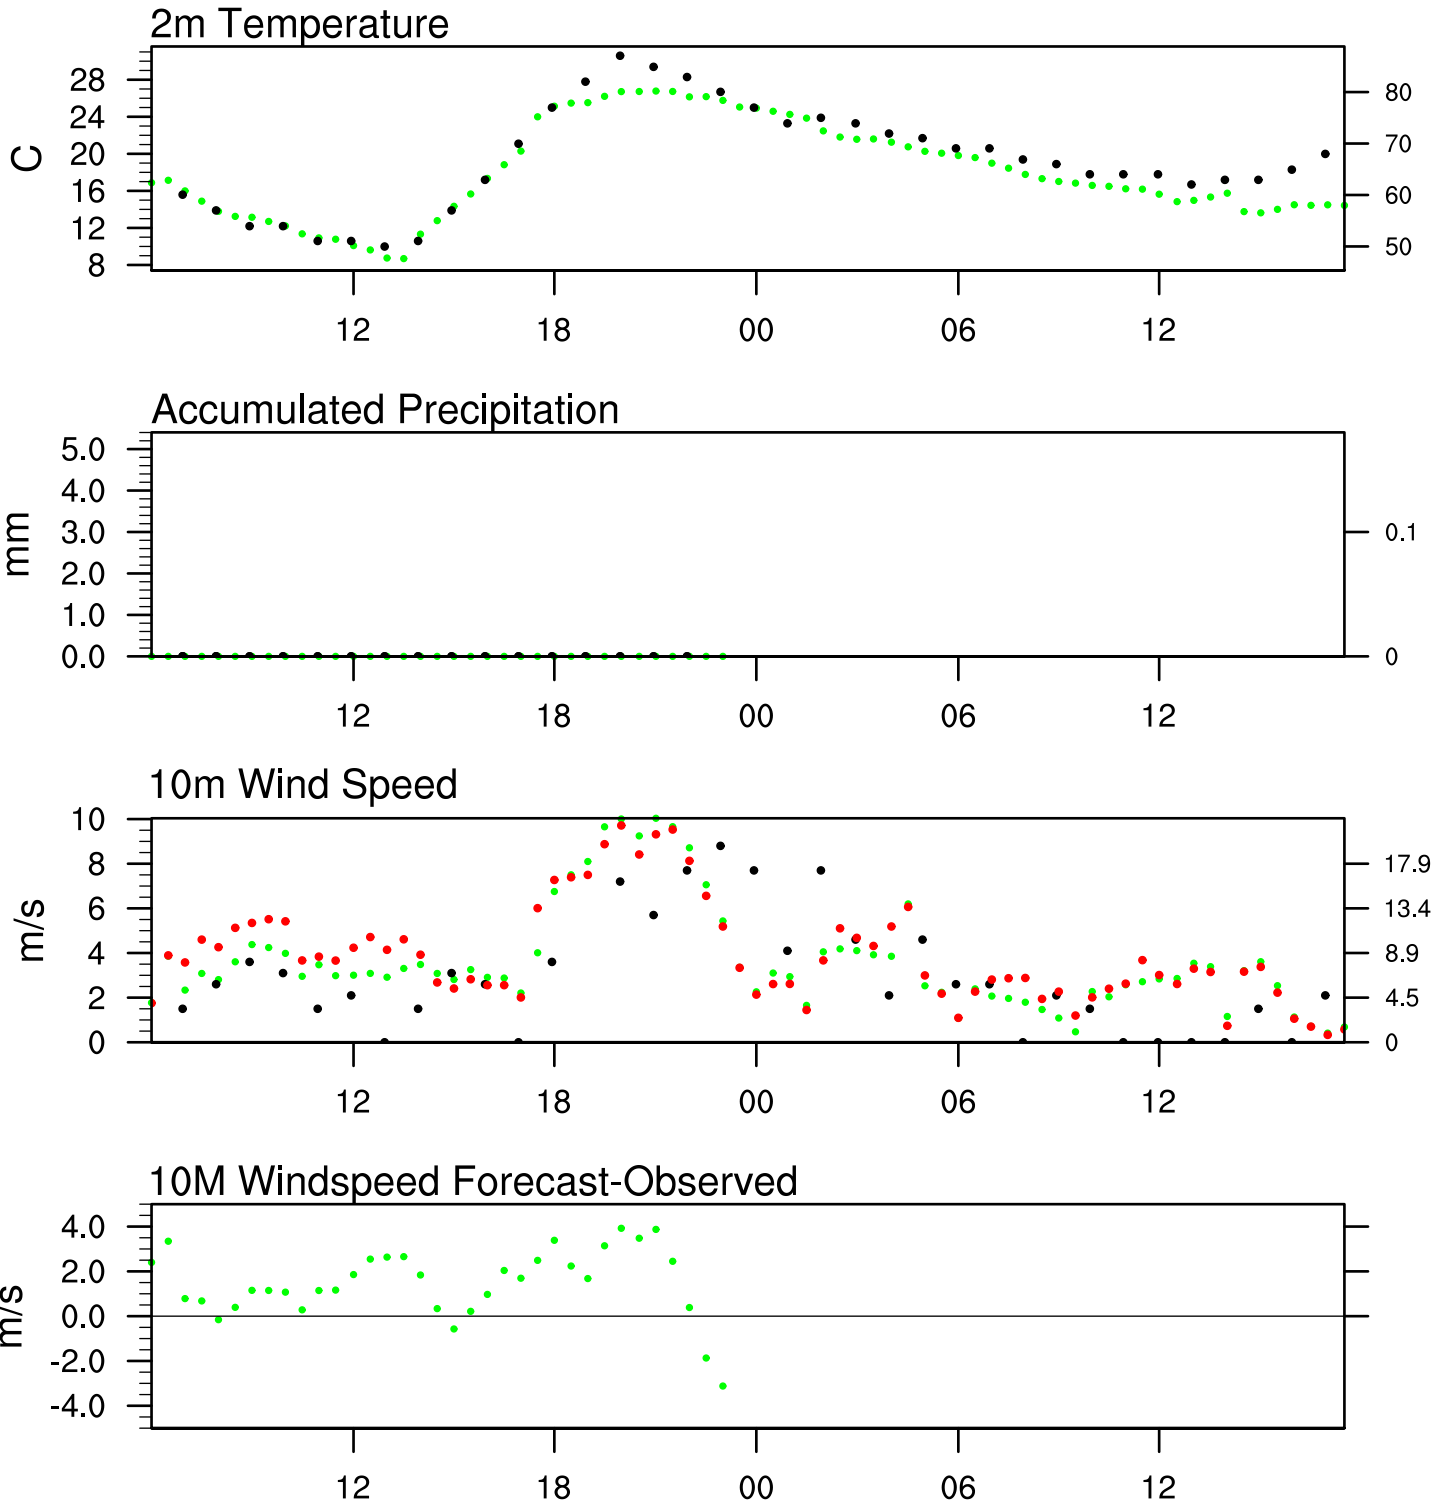 2m Temperature
28
24
20
16
12
8
C
80
70
60
50
12 18 00 06 12
Accumulated Precipitation
5.0
4.0
3.0
2.0
1.0
0.0
mm
0.1
0
12 18 00 06 12
10m Wind Speed
10
8
6
4
2
0
m/s
17.9
13.4
8.9
4.5
0
12 18 00 06 12
10M Windspeed Forecast-Observed
4.0
2.0
0.0
-2.0
-4.0
m/s
12 18 00 06 12